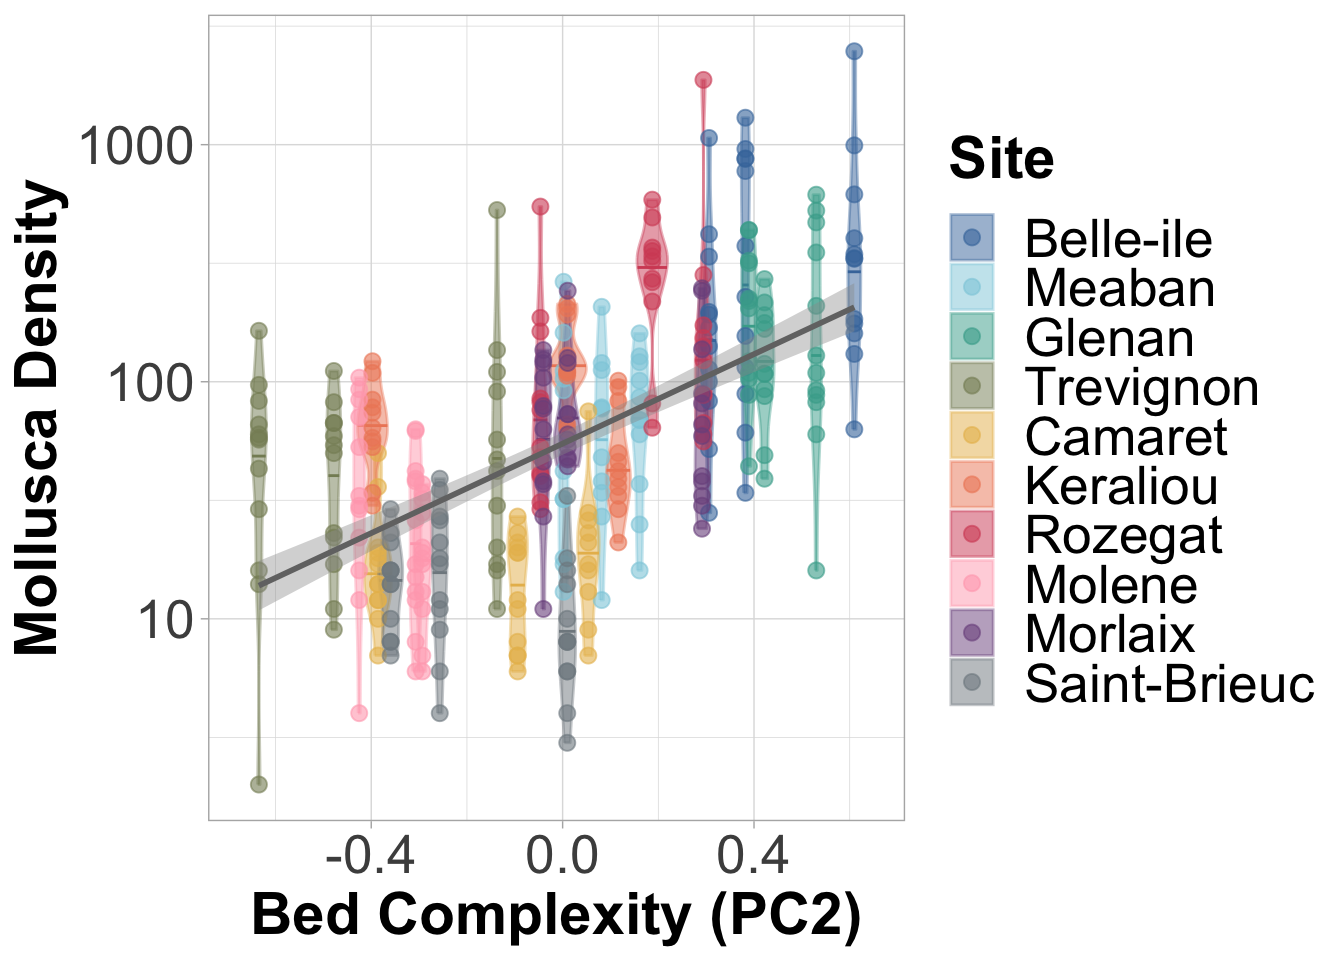 Mollusca Density
1000
100
10
-0.4 0.0 0.4
Bed Complexity (PC2)
Site
Belle-ile
Meaban
Glenan
Trevignon
Camaret
Keraliou
Rozegat
Molene
Morlaix
Saint-Brieuc